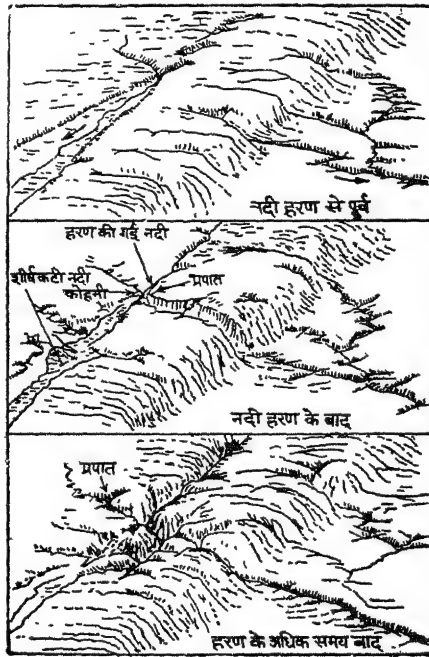 नदी हरण से पूर्व
हरण की गई नदी
शीर्षकटी नदी
कोहनी
प्रपात
नदी हरण के बाद
प्रपात
हरण के अधिक समय बाद